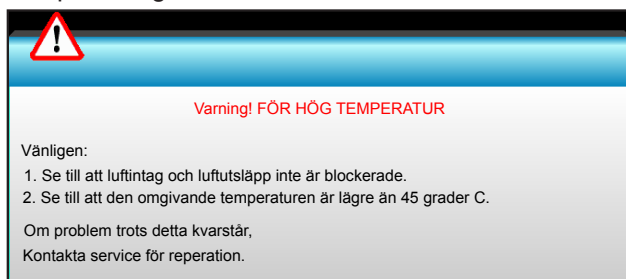 Varning! FÖR HÖG TEMPERATUR
Vänligen:
1. Se till att luftintag och luftutsläpp inte är blockerade.
2. Se till att den omgivande temperaturen är lägre än 45 grader C.
Om problem trots detta kvarstår,
Kontakta service för reperation.